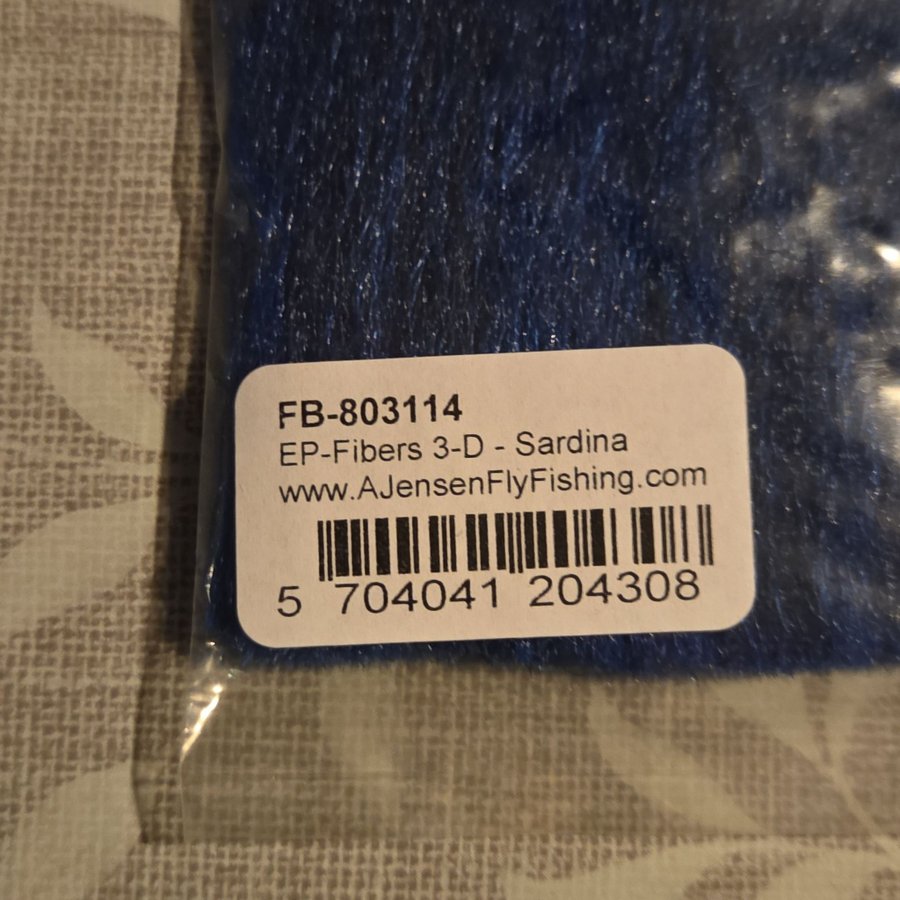 FB-803114
EP-Fibers 3-D - Sardina
www.AJensenFlyFishing.com
5 704041 204308